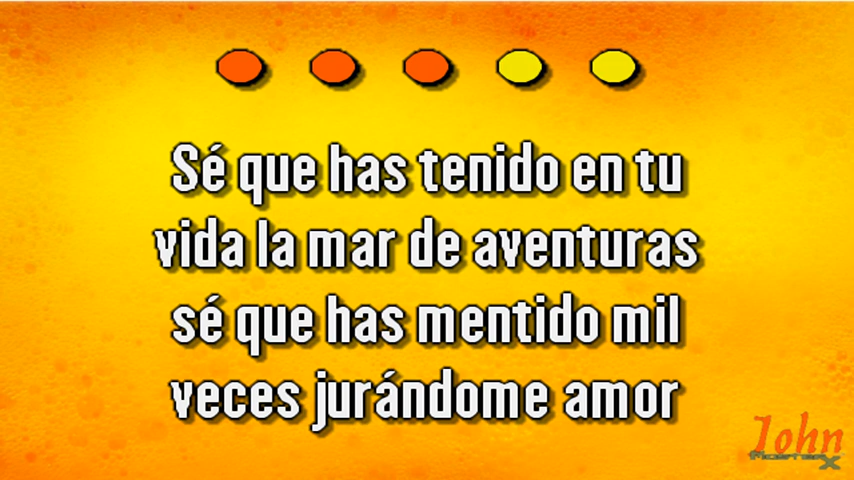 Sé que has tenido en tu
vida la mar de aventuras
sé que has mentido mil
veces jurándome amor
John